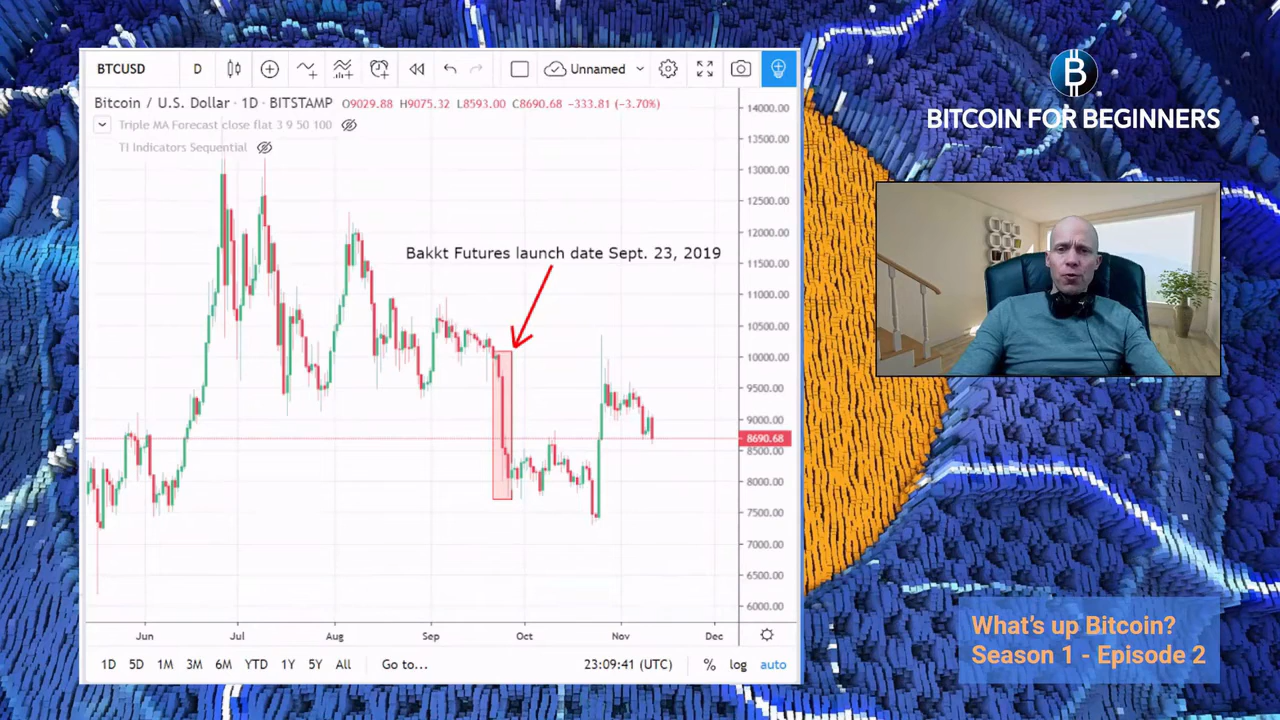 BTCUSD
D
Unnamed
Bitcoin / U.S. Dollar · 1D · BITSTAMP O9029.88 H9075.32 L8593.00 C8690.68 -333.81 (-3.70%)
Triple MA Forecast close flat 3 9 50 100
TI Indicators Sequential
Bakkt Futures launch date Sept. 23, 2019
14000.00
13500.00
13000.00
12500.00
12000.00
11500.00
11000.00
10500.00
10000.00
9500.00
9000.00
8690.68
8500.00
8000.00
7500.00
7000.00
6500.00
6000.00
Jun Jul Aug Sep Oct Nov Dec
1D 5D 1M 3M 6M YTD 1Y 5Y All Go to... 23:09:41 (UTC) % log auto
B
BITCOIN FOR BEGINNERS
What's up Bitcoin?
Season 1 - Episode 2